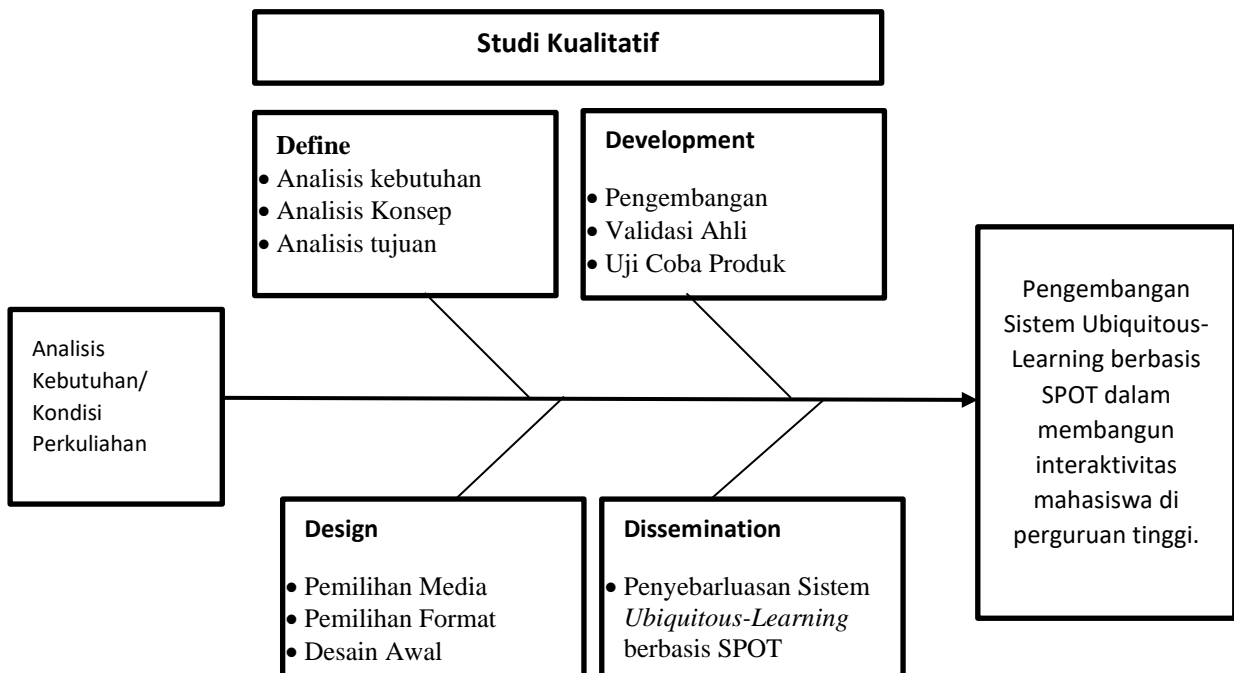 Studi Kualitatif
Define
• Analisis kebutuhan
• Analisis Konsep
• Analisis tujuan
Development
• Pengembangan
• Validasi Ahli
• Uji Coba Produk
Analisis
Kebutuhan/
Kondisi
Perkuliahan
Pengembangan
Sistem Ubiquitous-
Learning berbasis
SPOT dalam
membangun
interaktivitas
mahasiswa di
perguruan tinggi.
Design
• Pemilihan Media
• Pemilihan Format
• Desain Awal
Dissemination
• Penyebarluasan Sistem
Ubiquitous-Learning
berbasis SPOT